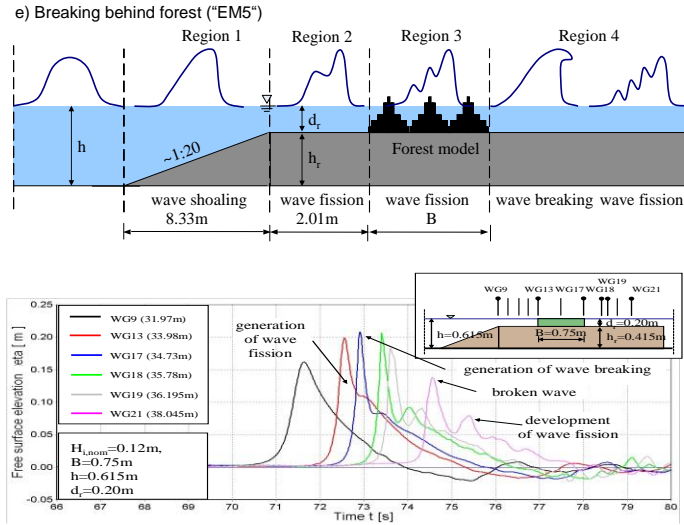 e) Breaking behind forest ("EM5")
Region 1
Region 2
Region 3
Region 4
h
~1:20
dr
hr
Forest model
wave shoaling
wave fission
wave fission
wave breaking
wave fission
8.33m
2.01m
B
Free surface elevation eta [ m ]
0.25
0.20
0.15
0.10
0.05
0.00
-0.05
WG9 (31.97m)
WG13 (33.98m)
WG17 (34.73m)
WG18 (35.78m)
WG19 (36.195m)
WG21 (38.045m)
generation
of wave
fission
generation of wave breaking
broken wave
development
of wave fission
WG19
WG9
WG13
WG17
WG18
WG21
h=0.615m
B=0.75m
dr=0.20m
hr=0.415m
Hi,nom=0.12m,
B=0.75m
h=0.615m
dr=0.20m
66 67 68 69 70 71 72 73 74 75 76 77 78 79 80
Time t [s]